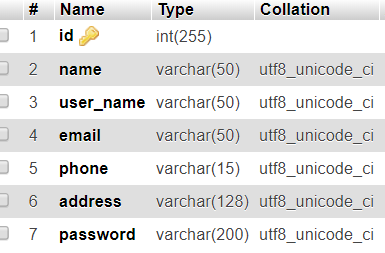 # Name Type Collation
1 id int(255)
2 name varchar(50) utf8_unicode_ci
3 user_name varchar(50) utf8_unicode_ci
4 email varchar(50) utf8_unicode_ci
5 phone varchar(15) utf8_unicode_ci
6 address varchar(128) utf8_unicode_ci
7 password varchar(200) utf8_unicode_ci